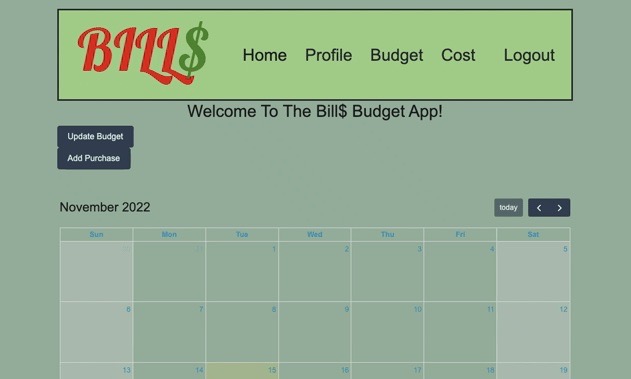 BILL$
Home Profile Budget Cost Logout
Welcome To The Bill$ Budget App!
Update Budget
Add Purchase
November 2022 today
Sun Mon Tue Wed Thu Fri Sat
1 2 3 4 5
6 7 8 9 10 11 12
13 14 15 16 17 18 19